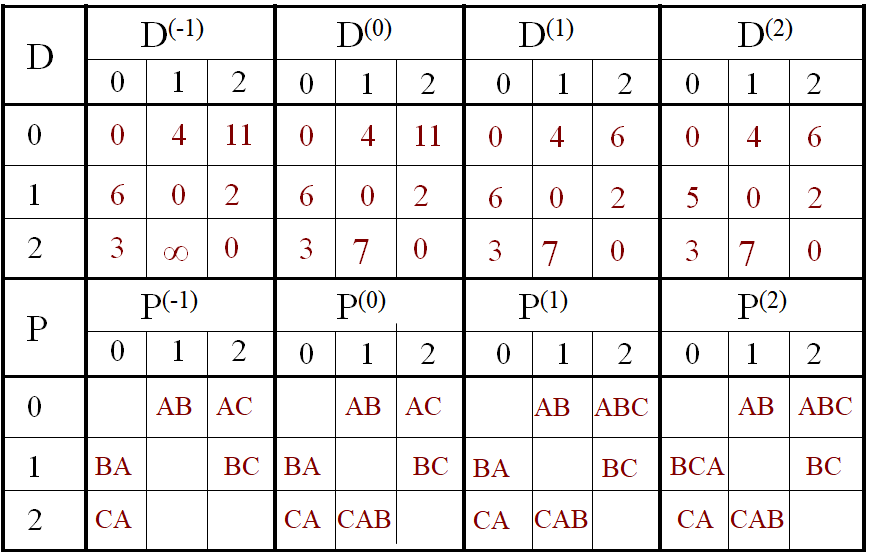 D D(-1) D(0) D(1) D(2)
0 1 2 0 1 2 0 1 2 0 1 2
0 0 4 11 0 4 11 0 4 6 0 4 6
1 6 0 2 6 0 2 6 0 2 5 0 2
2 3 ∞ 0 3 7 0 3 7 0 3 7 0
P P(-1) P(0) P(1) P(2)
0 1 2 0 1 2 0 1 2 0 1 2
0 AB AC AB AC AB ABC AB ABC
1 BA BC BA BC BA BC BCA BC
2 CA CA CAB CA CAB CA CAB